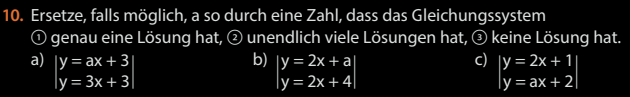 10. Ersetze, falls möglich, a so durch eine Zahl, dass das Gleichungssystem
① genau eine Lösung hat, ② unendlich viele Lösungen hat, ③ keine Lösung hat.
a) |y = ax + 3| b) |y = 2x + a| c) |y = 2x + 1|
|y = 3x + 3| |y = 2x + 4| |y = ax + 2|